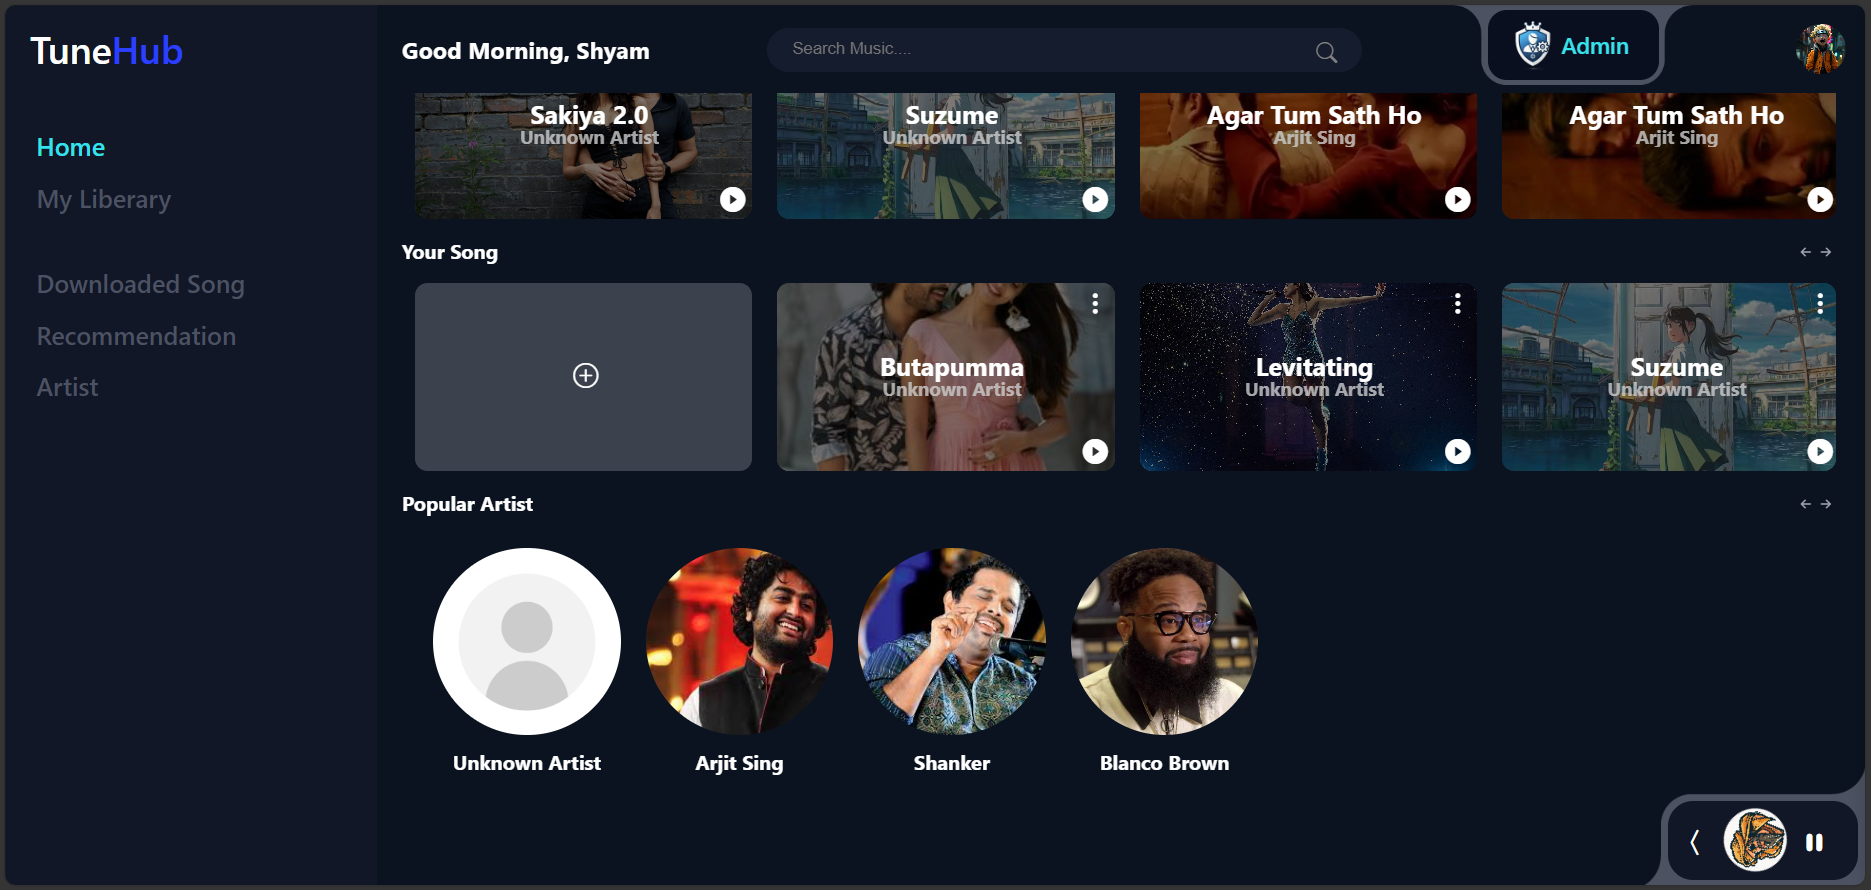 TuneHub
Good Morning, Shyam
Search Music....
Admin
Home
My Liberary
Downloaded Song
Recommendation
Artist
Sakiya 2.0
Unknown Artist
Suzume
Unknown Artist
Agar Tum Sath Ho
Arjit Sing
Agar Tum Sath Ho
Arjit Sing
Your Song
Butapumma
Unknown Artist
Levitating
Unknown Artist
Suzume
Unknown Artist
Popular Artist
Unknown Artist
Arjit Sing
Shanker
Blanco Brown